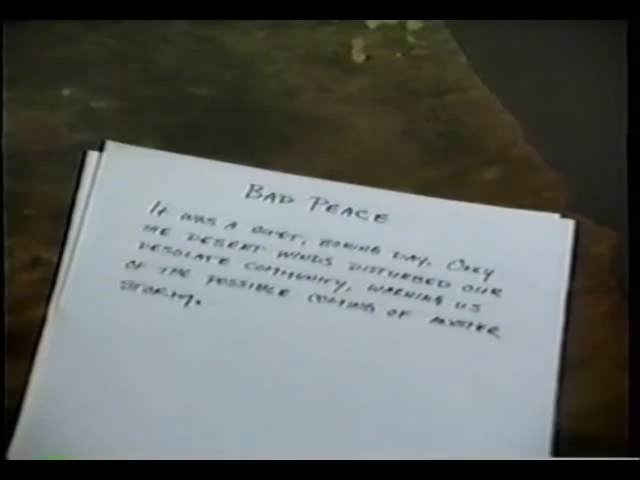 BAD PEACE
IT WAS A QUIET, BORING DAY. ONLY
THE DESERT WINDS DISTURBED OUR
DESOLATE COMMUNITY, WARNING US
OF THE POSSIBLE COMING OF ANOTHER
STORM.